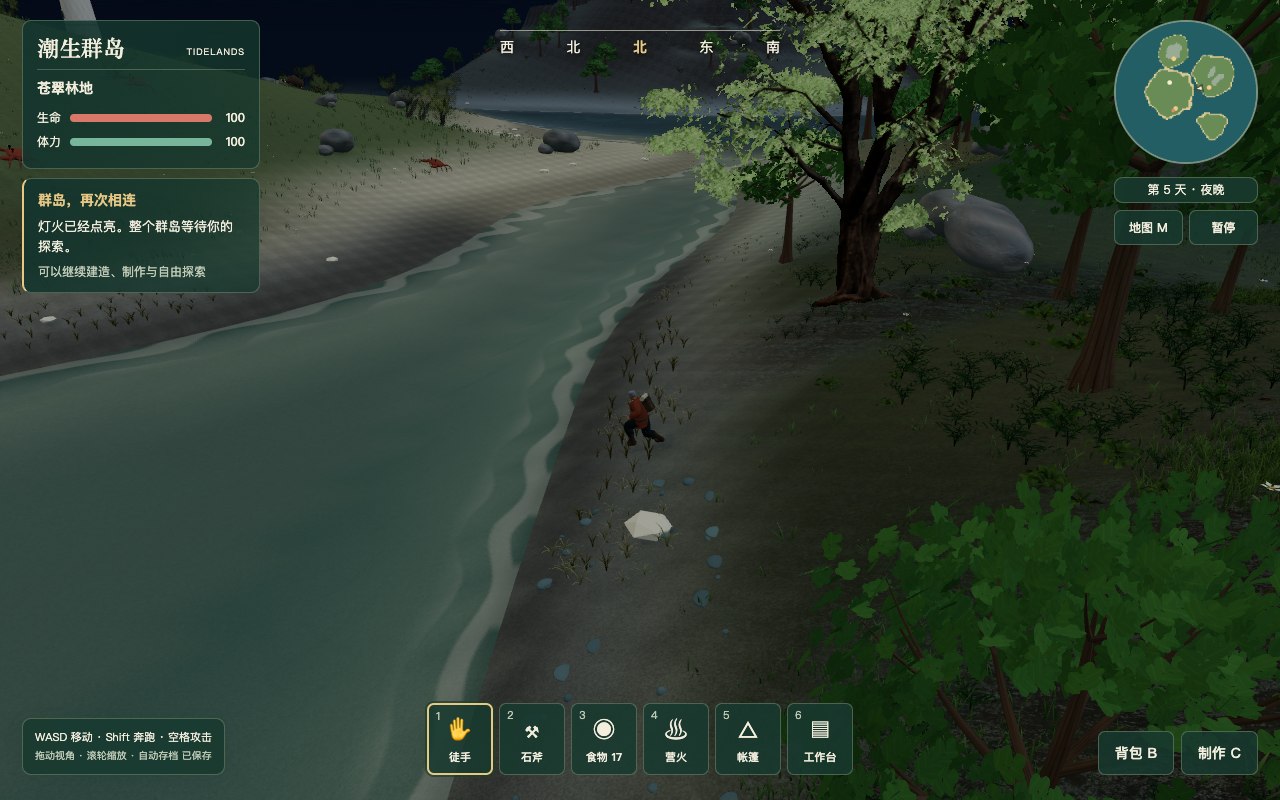 潮生群岛 TIDELANDS
苍翠林地
生命 100
体力 100
群岛，再次相连
灯火已经点亮。整个群岛等待你的
探索。
可以继续建造、制作与自由探索
西 北 北 东 南
第 5 天 · 夜晚
地图 M 暂停
WASD 移动 · Shift 奔跑 · 空格攻击
拖动视角 · 滚轮缩放 · 自动存档 已保存
1 2 3 4 5 6
徒手 石斧 食物 17 营火 帐篷 工作台
背包 B 制作 C